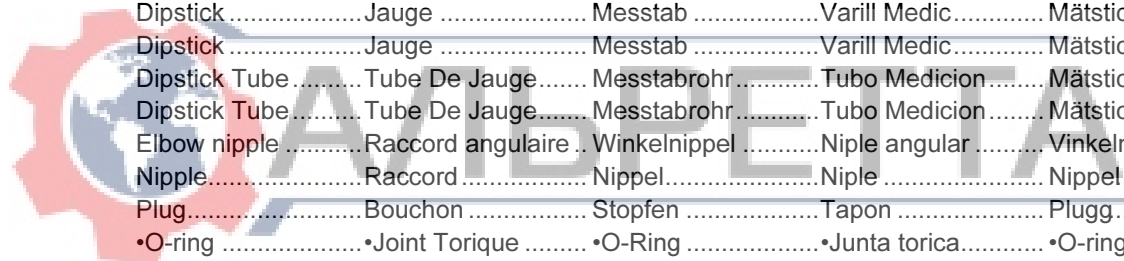 Dipstick ................... Jauge .................... Messtab ................. Varill Medic ............. Mätstic
Dipstick ................... Jauge .................... Messtab ................. Varill Medic ............. Mätstic
Dipstick Tube .......... Tube De Jauge ....... Messtabrohr ............ Tubo Medicion ........ Mätstic
Dipstick Tube .......... Tube De Jauge ....... Messtabrohr ............ Tubo Medicion ........ Mätstic
Elbow nipple ........... Raccord angulaire .. Winkelnippel ........... Niple angular .......... Vinkeln
Nipple ...................... Raccord ................. Nippel ..................... Niple ........................ Nippel
Plug ......................... Bouchon ................ Stopfen .................. Tapon ...................... Plugg
•O-ring .................... •Joint Torique ......... •O-Ring .................. •Junta torica ............ •O-ring
АЛЬРЕТТА